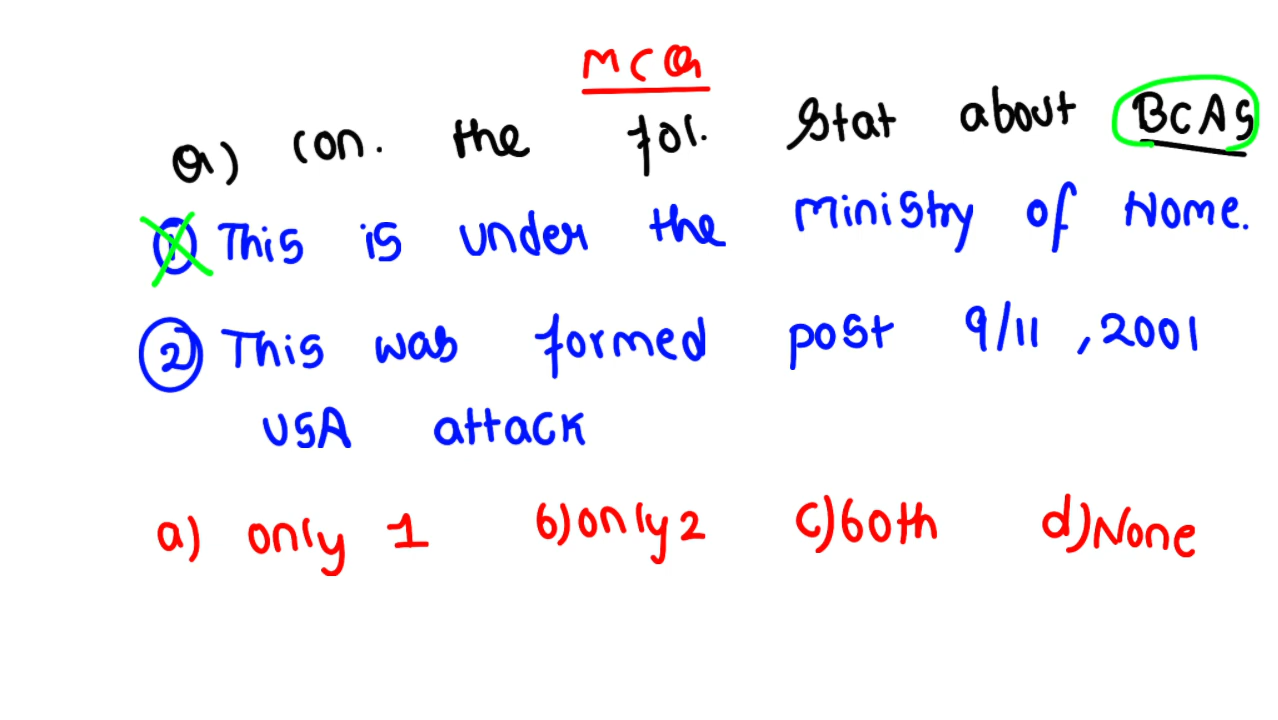 MCQ
Q) Con. the fol. Stat about BCAS
① This is under the ministry of Home.
② This was formed post 9/11, 2001
USA attack
a) only 1 b) only 2 c) both d) None